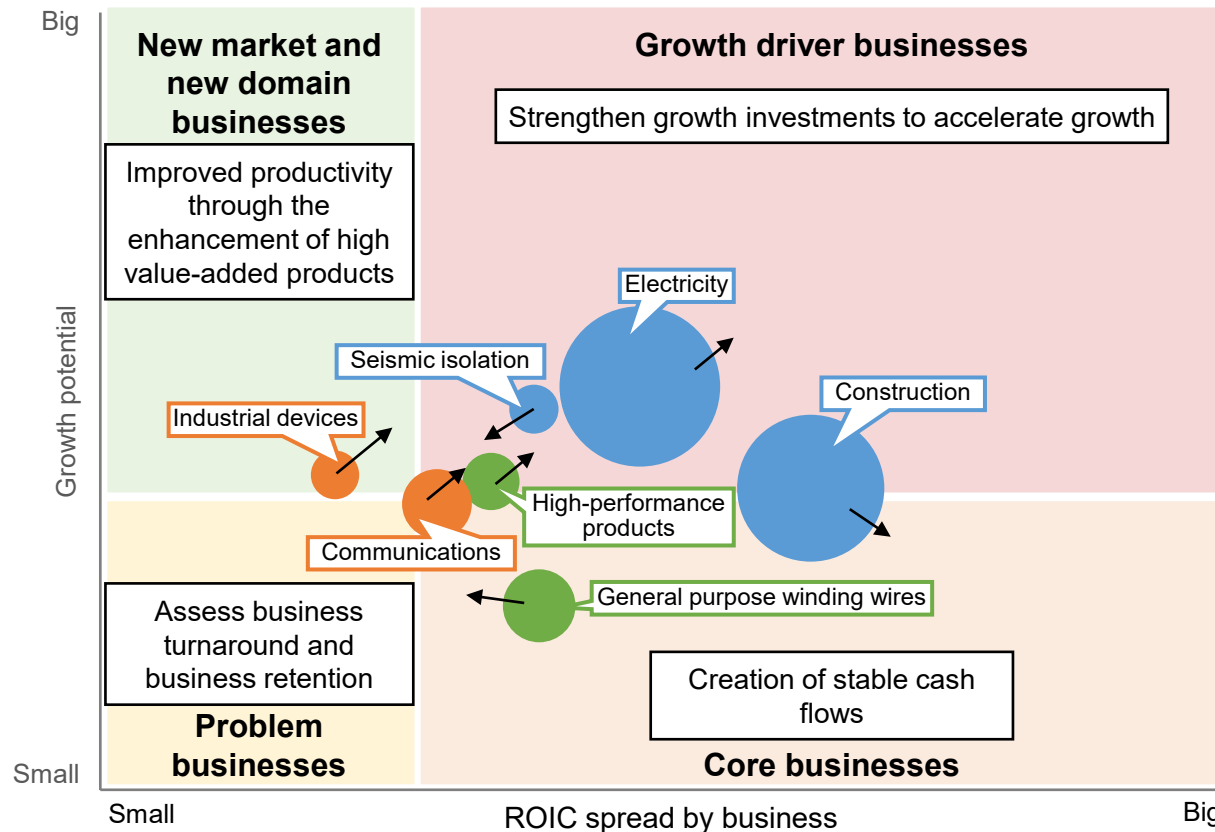 Big
New market and
new domain
businesses
Growth driver businesses
Strengthen growth investments to accelerate growth
Improved productivity
through the
enhancement of high
value-added products
Growth potential
Electricity
Seismic isolation
Construction
Industrial devices
High-performance
products
Communications
General purpose winding wires
Assess business
turnaround and
business retention
Creation of stable cash
flows
Problem
businesses
Core businesses
Small
Small
ROIC spread by business
Big